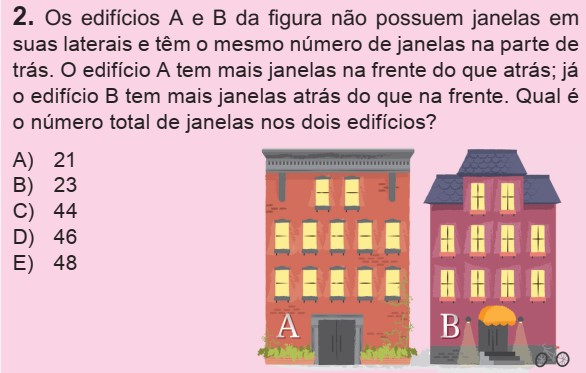 2. Os edifícios A e B da figura não possuem janelas em
suas laterais e têm o mesmo número de janelas na parte de
trás. O edifício A tem mais janelas na frente do que atrás; já
o edifício B tem mais janelas atrás do que na frente. Qual é
o número total de janelas nos dois edifícios?
A) 21
B) 23
C) 44
D) 46
E) 48
A
B